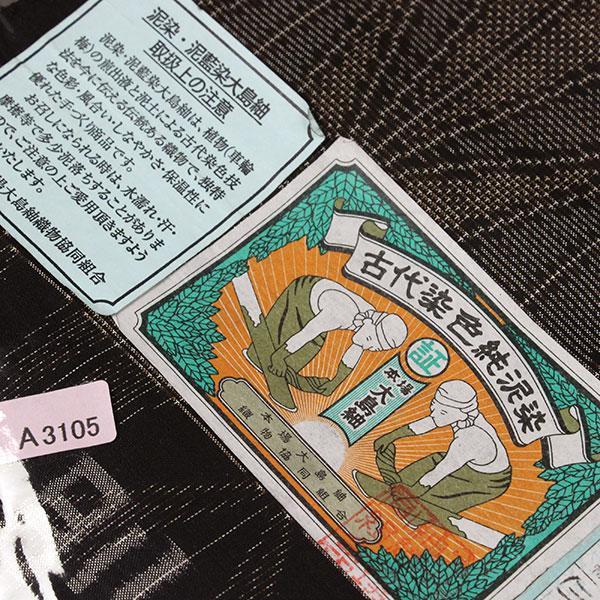 泥染・泥藍染大島紬
取扱上の注意
泥染・泥藍染大島紬は、植物(車輪
梅)の煎出液と泥土による古代染色技
法を今に伝える伝統ある織物で、独特
な色彩・風合い・しなやかさ・保温性に
優れた手づくり商品です。
お召しになられる時は、水濡れ・汗・
摩擦等で多少泥落ちすることがありま
ので、ご注意の上ご愛用頂きますよう
いたします。
大島紬織物協同組合
古代染色純泥染
証
本場
大島紬
本場大島紬
織物協同組合
A3105